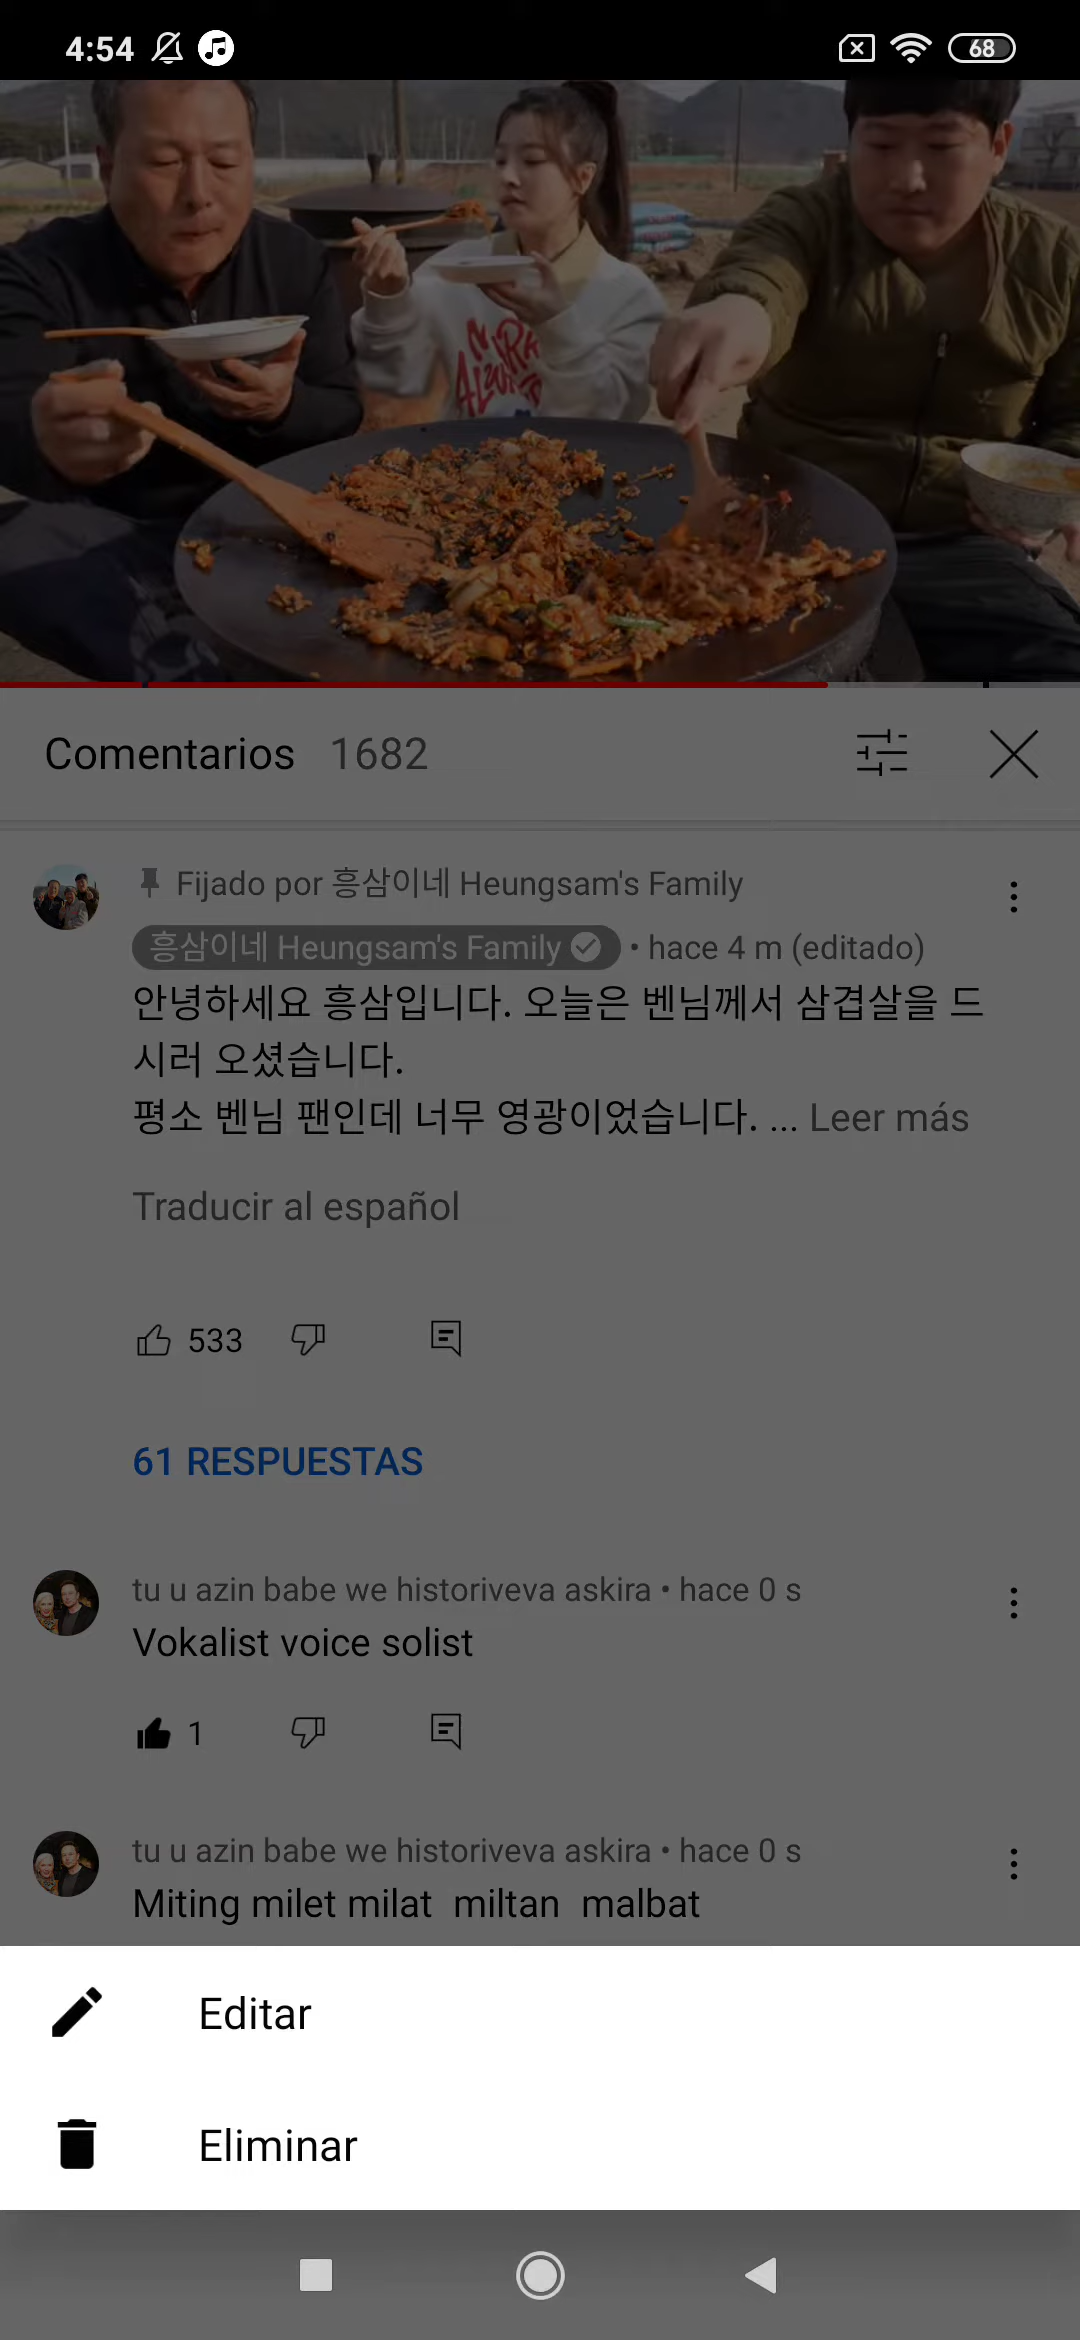 4:54
68
Comentarios 1682
Fijado por 흥삼이네 Heungsam's Family
흥삼이네 Heungsam's Family • hace 4 m (editado)
안녕하세요 흥삼입니다. 오늘은 벤님께서 삼겹살을 드
시러 오셨습니다.
평소 벤님 팬인데 너무 영광이었습니다. ... Leer más
Traducir al español
533
61 RESPUESTAS
tu u azin babe we historiveva askira • hace 0 s
Vokalist voice solist
1
tu u azin babe we historiveva askira • hace 0 s
Miting milet milat miltan malbat
Editar
Eliminar